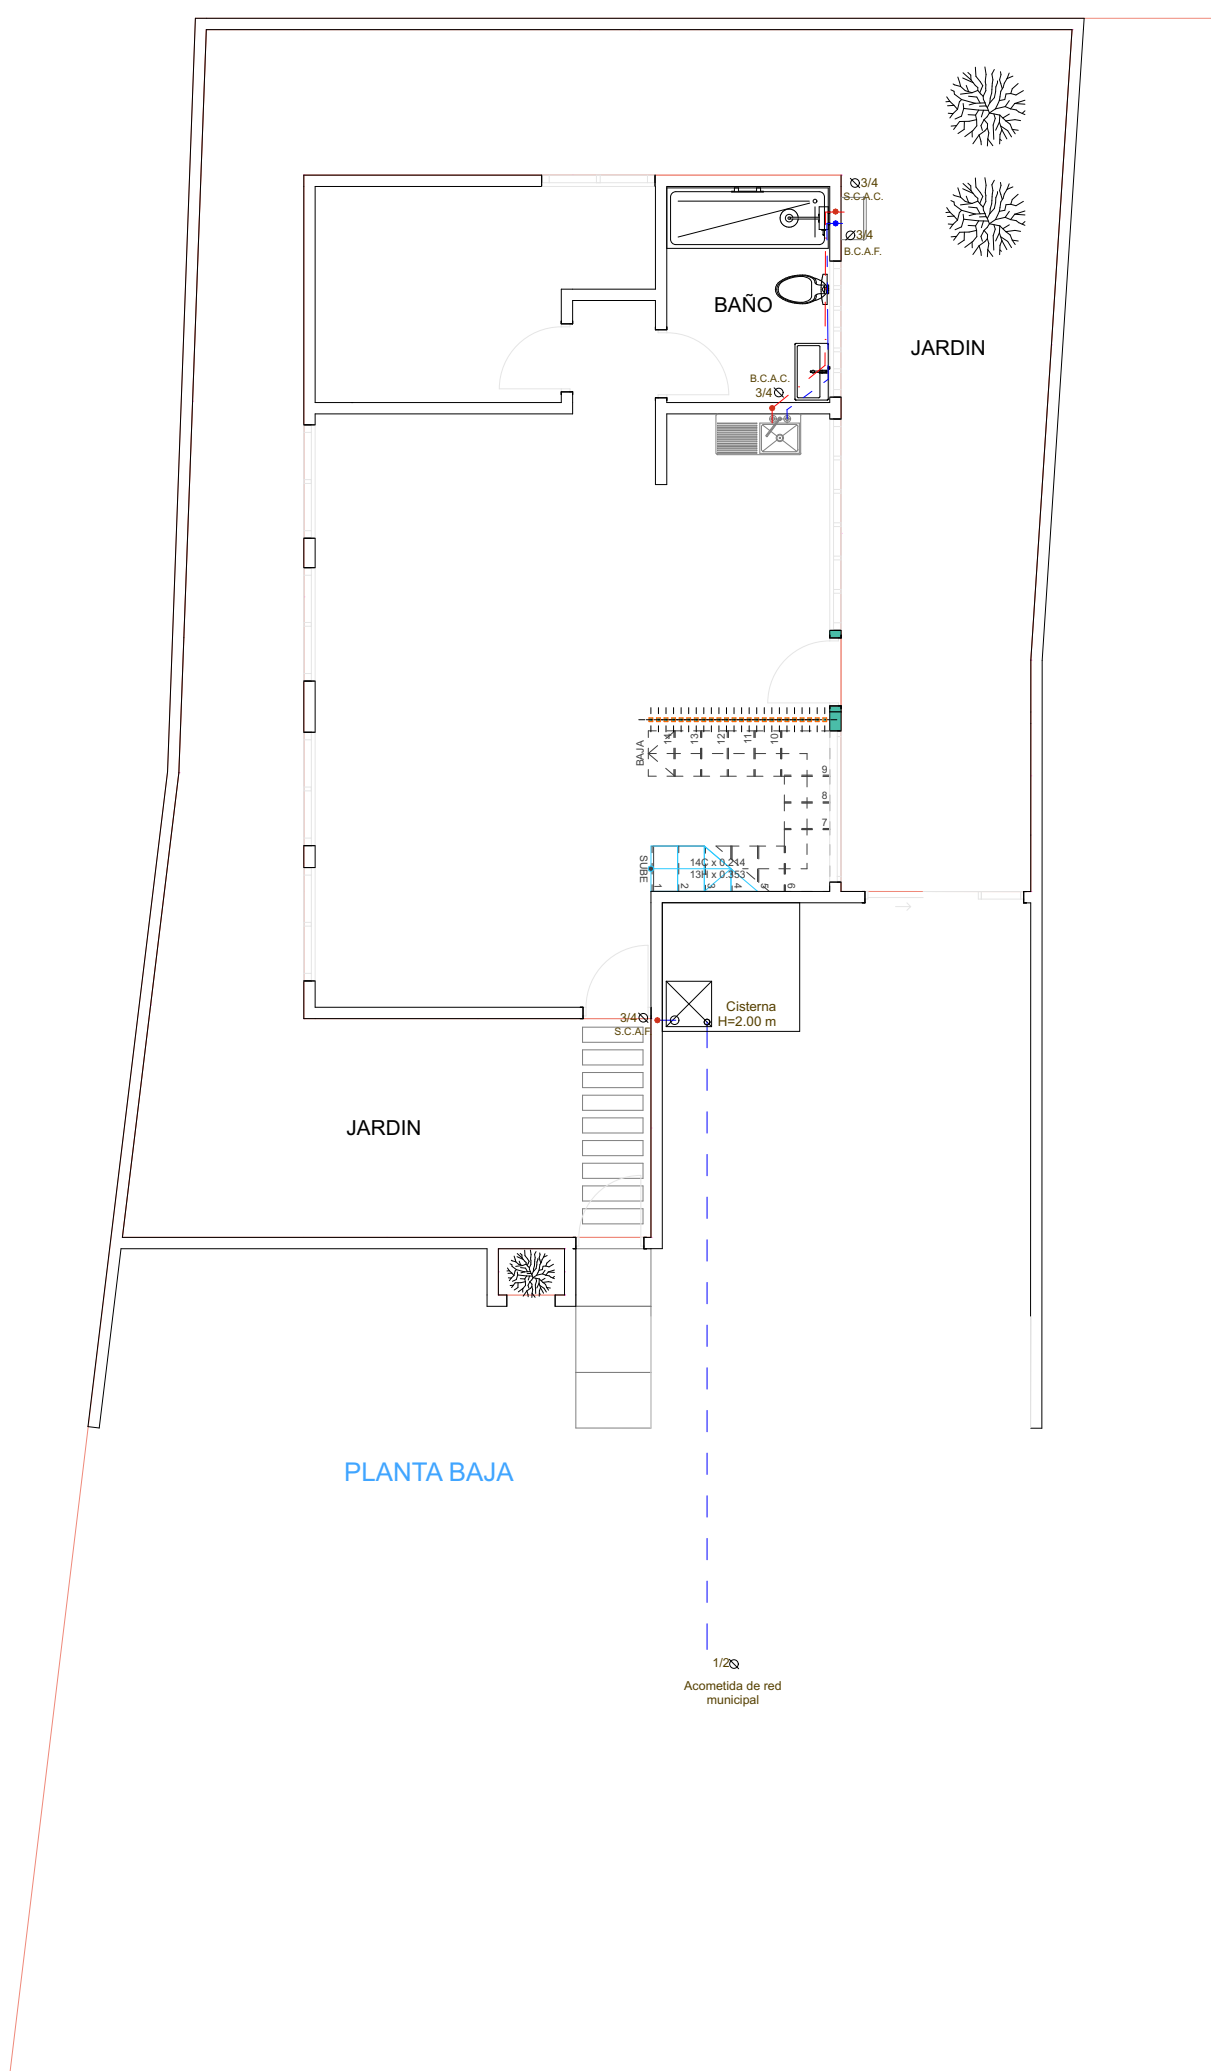 Ø3/4
S.C.A.C.
Ø3/4
B.C.A.F.
BAÑO
JARDIN
B.C.A.C.
3/4Ø
BAJA
14
13
12
11
10
9
8
7
SUBE
14C x 0.214
13H x 0.353
1
2
3
4
5
6
Cisterna
H=2.00 m
3/4Ø
S.C.A.F.
JARDIN
PLANTA BAJA
1/2Ø
Acometida de red
municipal